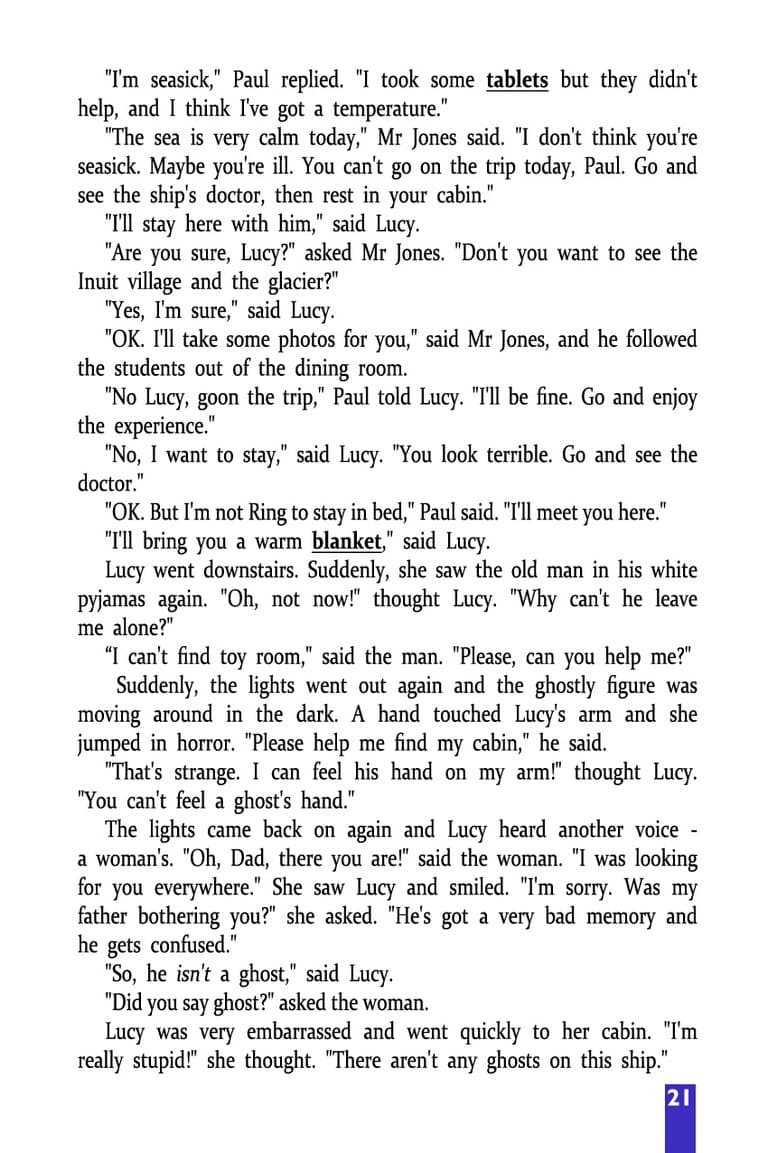 "I'm seasick," Paul replied. "I took some tablets but they didn't
help, and I think I've got a temperature."
"The sea is very calm today," Mr Jones said. "I don't think you're
seasick. Maybe you're ill. You can't go on the trip today, Paul. Go and
see the ship's doctor, then rest in your cabin."
"I'll stay here with him," said Lucy.
"Are you sure, Lucy?" asked Mr Jones. "Don't you want to see the
Inuit village and the glacier?"
"Yes, I'm sure," said Lucy.
"OK. I'll take some photos for you," said Mr Jones, and he followed
the students out of the dining room.
"No Lucy, goon the trip," Paul told Lucy. "I'll be fine. Go and enjoy
the experience."
"No, I want to stay," said Lucy. "You look terrible. Go and see the
doctor."
"OK. But I'm not Ring to stay in bed," Paul said. "I'll meet you here."
"I'll bring you a warm blanket," said Lucy.
Lucy went downstairs. Suddenly, she saw the old man in his white
pyjamas again. "Oh, not now!" thought Lucy. "Why can't he leave
me alone?"
“I can't find toy room," said the man. "Please, can you help me?"
Suddenly, the lights went out again and the ghostly figure was
moving around in the dark. A hand touched Lucy's arm and she
jumped in horror. "Please help me find my cabin," he said.
"That's strange. I can feel his hand on my arm!" thought Lucy.
"You can't feel a ghost's hand."
The lights came back on again and Lucy heard another voice -
a woman's. "Oh, Dad, there you are!" said the woman. "I was looking
for you everywhere." She saw Lucy and smiled. "I'm sorry. Was my
father bothering you?" she asked. "He's got a very bad memory and
he gets confused."
"So, he isn't a ghost," said Lucy.
"Did you say ghost?" asked the woman.
Lucy was very embarrassed and went quickly to her cabin. "I'm
really stupid!" she thought. "There aren't any ghosts on this ship."
21